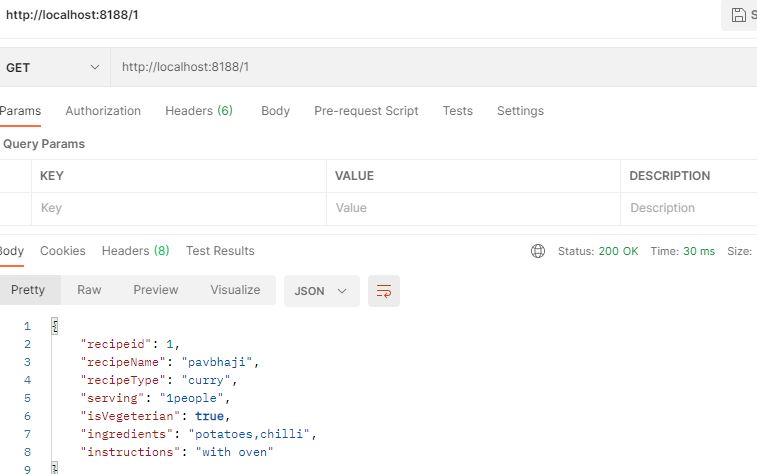 http://localhost:8188/1
GET http://localhost:8188/1
Params Authorization Headers (6) Body Pre-request Script Tests Settings
Query Params
KEY VALUE DESCRIPTION
Key Value Description
Body Cookies Headers (8) Test Results Status: 200 OK Time: 30 ms Size:
Pretty Raw Preview Visualize JSON
1 {
2 "recipeid": 1,
3 "recipeName": "pavbhaji",
4 "recipeType": "curry",
5 "serving": "1people",
6 "isVegeterian": true,
7 "ingredients": "potatoes,chilli",
8 "instructions": "with oven"
9 }